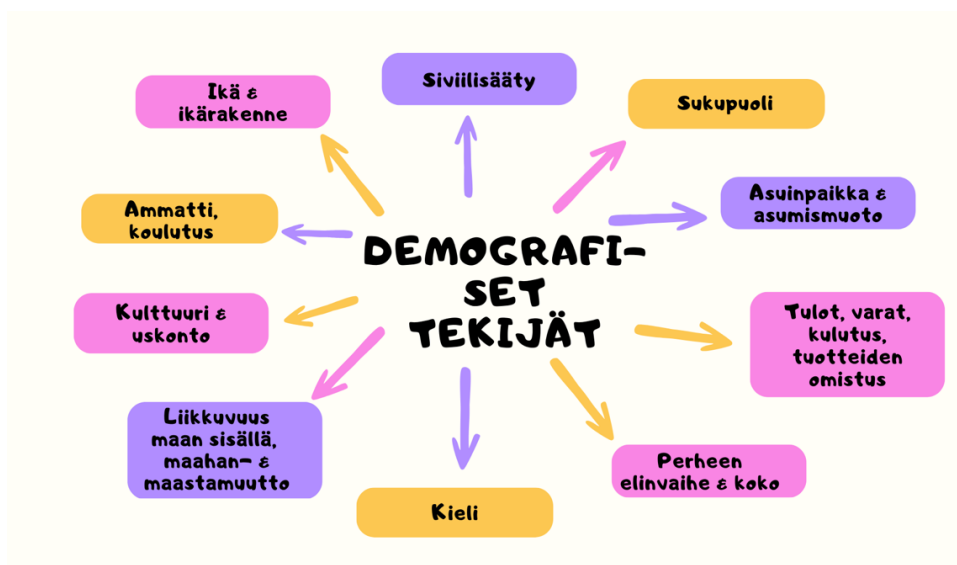 Siviilisääty
Ikä &
ikärakenne
Sukupuoli
Asuinpaikka &
asumismuoto
Ammatti,
koulutus
DEMOGRAFI-
SET
TEKIJÄT
Kulttuuri &
uskonto
Tulot, varat,
kulutus,
tuotteiden
omistus
Liikkuvuus
maan sisällä,
maahan- &
maastamuutto
Perheen
elinvaihe & koko
Kieli